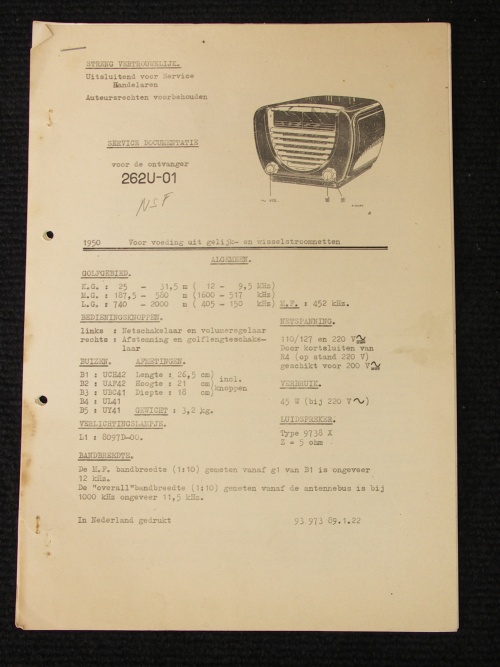 STRENG VERTROUWELIJK.
Uitsluitend voor Service
Handelaren
Auteursrechten voorbehouden
SERVICE DOCUMENTATIE
voor de ontvanger
262U-01
NSF
1950 Voor voeding uit gelijk- en wisselstroomnetten
ALGEMEEN.
GOLFGEBIED.
K.G. : 25 - 31,5 m ( 12 - 9,5 MHz)
M.G. : 187,5 - 580 m (1600 - 517 kHz)
L.G. : 740 - 2000 m ( 405 - 150 kHz) M.F. : 452 kHz.
BEDIENINGSKNOPPEN. NETSPANNING.
links : Netschakelaar en volumeregelaar
rechts : Afstemming en golflengteschake-
laar
110/127 en 220 V
Door kortsluiten van
R4 (op stand 220 V)
geschikt voor 200 V
BUIZEN. AFMETINGEN.
B1 : UCH42 Lengte : 26,5 cm)
B2 : UAF42 Hoogte : 21 cm) incl.
B3 : UBC41 Diepte : 18 cm) knoppen
B4 : UL41
B5 : UY41 GEWICHT : 3,2 kg.
VERBRUIK.
45 W (bij 220 V ~)
VERLICHTINGSLAMPJE.
L1 : 8097D-00.
LUIDSPREKER.
Type 9738 X
Z = 5 ohm
BANDBREEDTE.
De M.F. bandbreedte (1:10) gemeten vanaf g1 van B1 is ongeveer
12 kHz.
De "overall"bandbreedte (1:10) gemeten vanaf de antennebus is bij
1000 kHz ongeveer 11,5 kHz.
In Nederland gedrukt 93 973 89.1.22